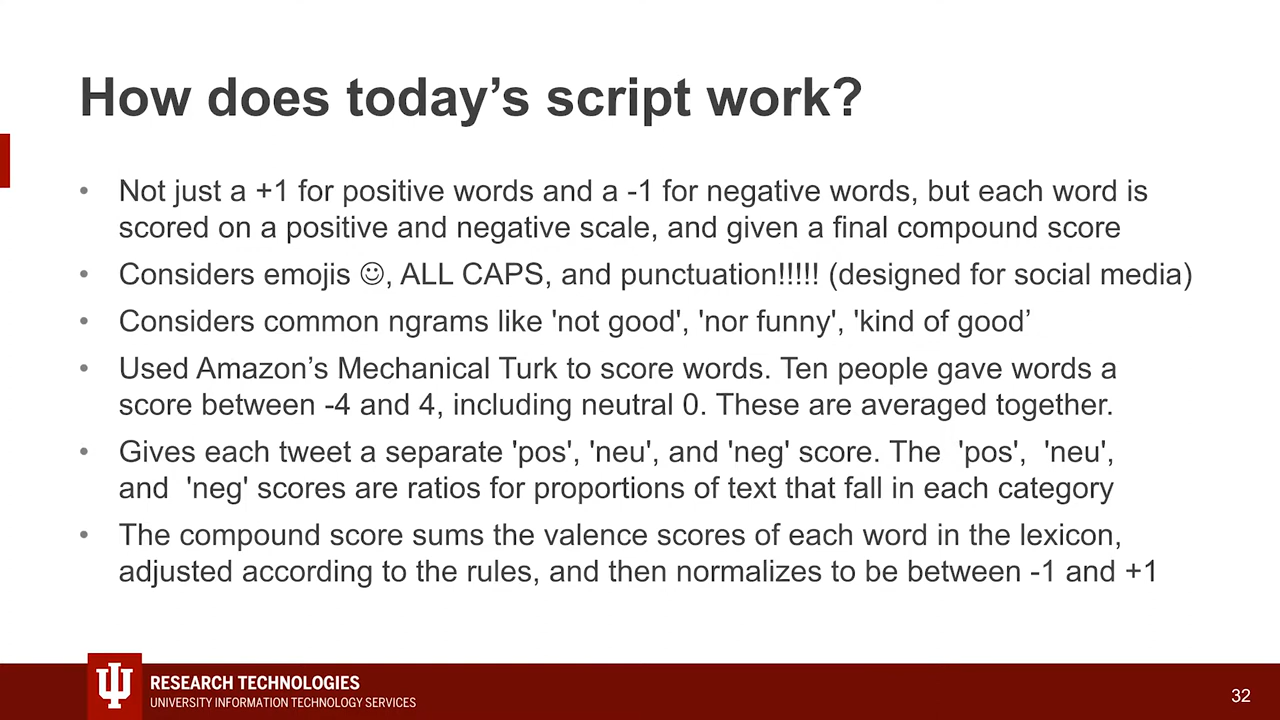 How does today’s script work?
• Not just a +1 for positive words and a -1 for negative words, but each word is
scored on a positive and negative scale, and given a final compound score
• Considers emojis ☺, ALL CAPS, and punctuation!!!!! (designed for social media)
• Considers common ngrams like 'not good', 'nor funny', 'kind of good’
• Used Amazon’s Mechanical Turk to score words. Ten people gave words a
score between -4 and 4, including neutral 0. These are averaged together.
• Gives each tweet a separate 'pos', 'neu', and 'neg' score. The  'pos',  'neu',
and  'neg' scores are ratios for proportions of text that fall in each category
• The compound score sums the valence scores of each word in the lexicon,
adjusted according to the rules, and then normalizes to be between -1 and +1
RESEARCH TECHNOLOGIES
UNIVERSITY INFORMATION TECHNOLOGY SERVICES
32